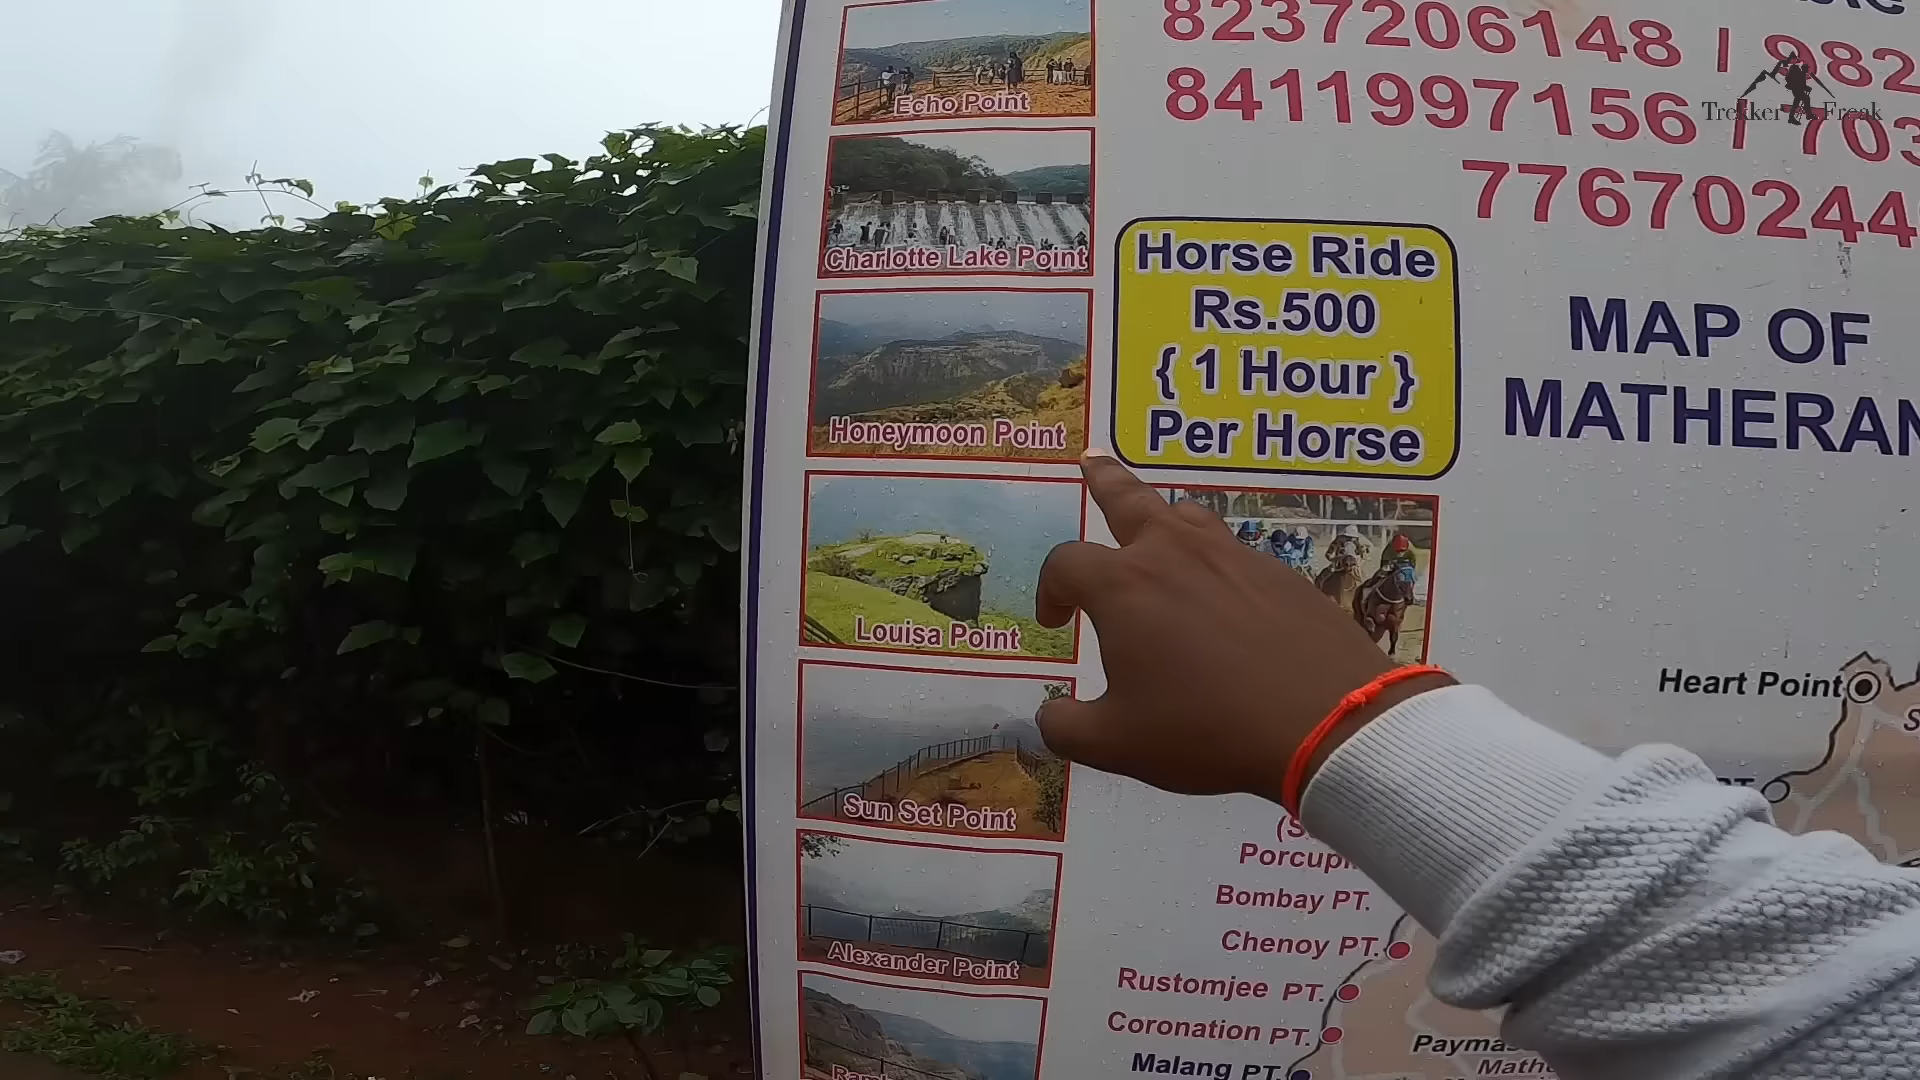 Echo Point
Charlotte Lake Point
Honeymoon Point
Louisa Point
Sun Set Point
Alexander Point
8237206148 / 982
8411997156 / 703
77670244
Trekker Freak
Horse Ride
Rs.500
{ 1 Hour }
Per Horse
MAP OF
MATHERAN
Heart Point
PT.
Bombay PT.
Chenoy PT.
Rustomjee PT.
Coronation PT.
Malang PT.